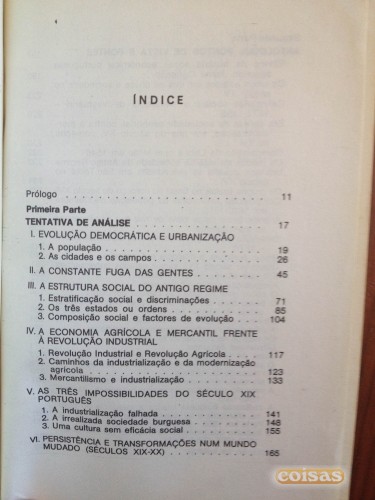 ÍNDICE
Prólogo . . . . . . . . . . . . . . . . . . . 11
Primeira Parte
TENTATIVA DE ANÁLISE . . . . . . . . . . . . 17
I. EVOLUÇÃO DEMOCRÁTICA E URBANIZAÇÃO
1. A população . . . . . . . . . . . . . . . 19
2. As cidades e os campos . . . . . . . . . . 26
II. A CONSTANTE FUGA DAS GENTES . . . . . . . 45
III. A ESTRUTURA SOCIAL DO ANTIGO REGIME
1. Estratificação social e discriminações . . . . 71
2. Os três estados ou ordens . . . . . . . . . 85
3. Composição social e factores de evolução . . 104
IV. A ECONOMIA AGRÍCOLA E MERCANTIL FRENTE
À REVOLUÇÃO INDUSTRIAL
1. Revolução Industrial e Revolução Agrícola . . 117
2. Caminhos da industrialização e da modernização
agrícola . . . . . . . . . . . . . . . . . 123
3. Mercantilismo e industrialização . . . . . . 133
V. AS TRÊS IMPOSSIBILIDADES DO SÉCULO XIX
PORTUGUÊS
1. A industrialização falhada . . . . . . . . . 141
2. A irrealizada sociedade burguesa . . . . . . 148
3. Uma cultura sem eficácia social . . . . . . 155
VI. PERSISTÊNCIA E TRANSFORMAÇÕES NUM MUNDO
MUDADO (SÉCULOS XIX-XX) . . . . . . . . . 165
coisas